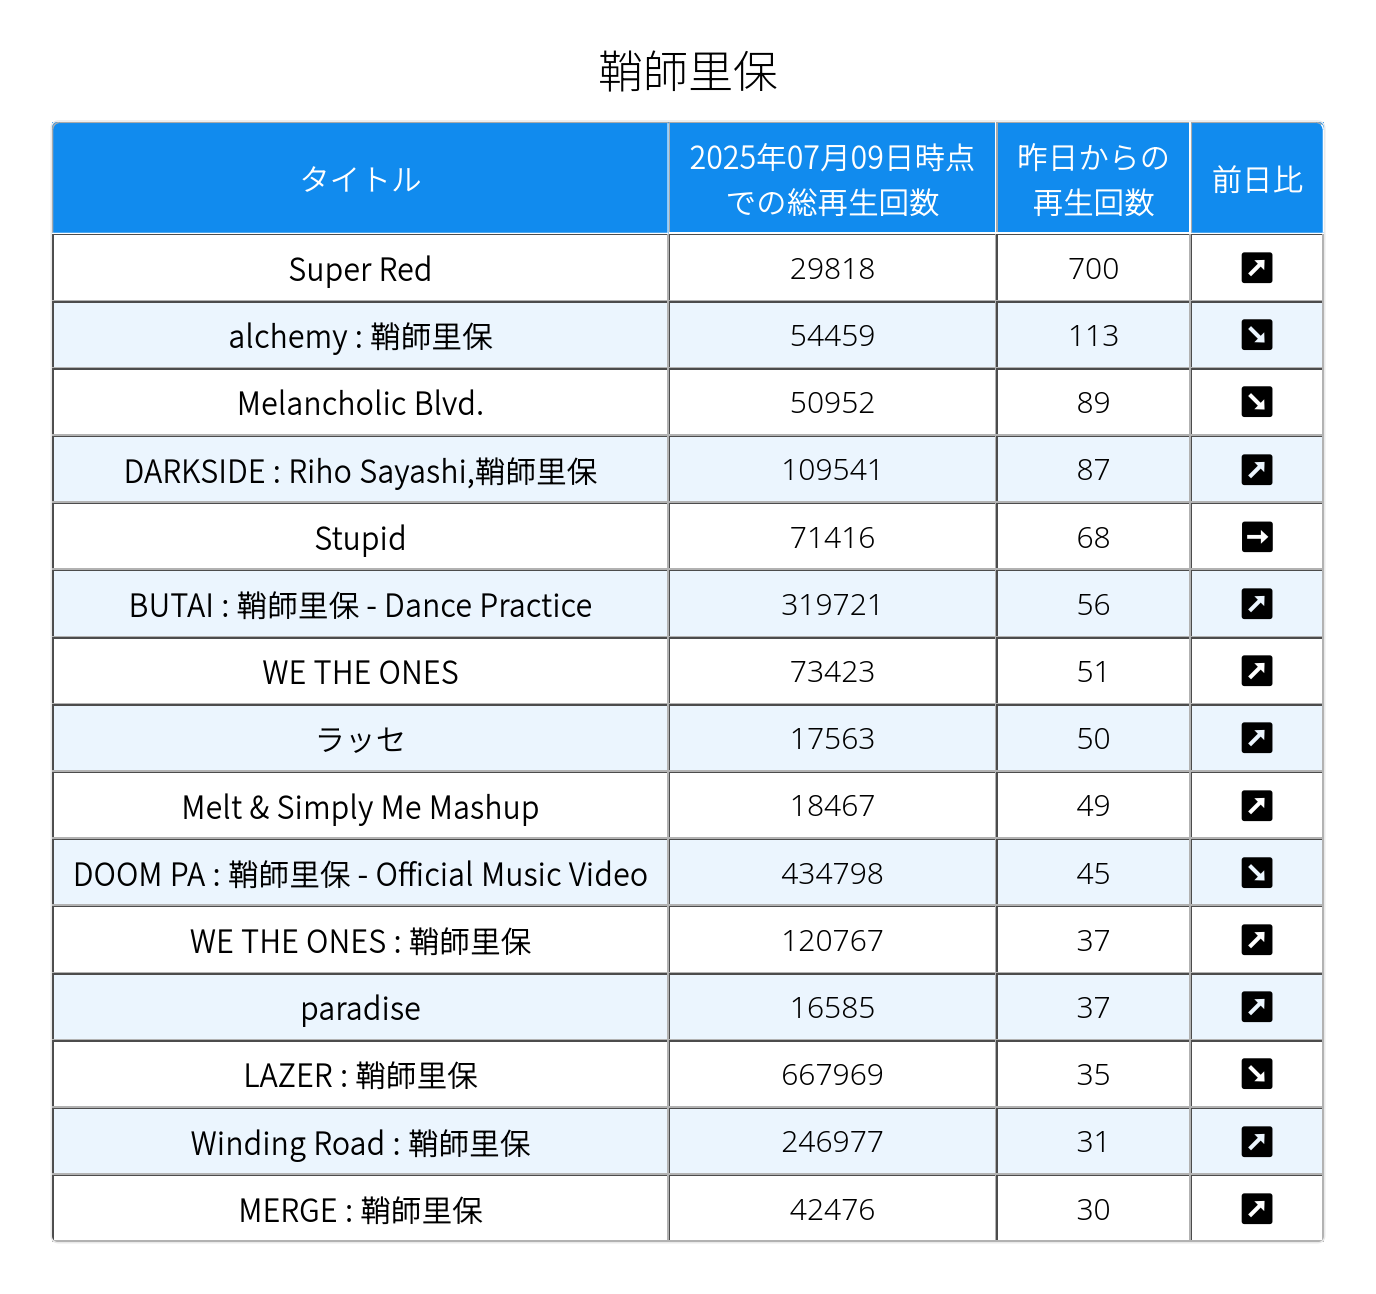 鞘師里保
タイトル 2025年07月09日時点での総再生回数 昨日からの再生回数 前日比
Super Red 29818 700 ↗
alchemy : 鞘師里保 54459 113 ↘
Melancholic Blvd. 50952 89 ↘
DARKSIDE : Riho Sayashi,鞘師里保 109541 87 ↗
Stupid 71416 68 →
BUTAI : 鞘師里保 - Dance Practice 319721 56 ↗
WE THE ONES 73423 51 ↗
ラッセ 17563 50 ↗
Melt & Simply Me Mashup 18467 49 ↗
DOOM PA : 鞘師里保 - Official Music Video 434798 45 ↘
WE THE ONES : 鞘師里保 120767 37 ↗
paradise 16585 37 ↗
LAZER : 鞘師里保 667969 35 ↘
Winding Road : 鞘師里保 246977 31 ↗
MERGE : 鞘師里保 42476 30 ↗